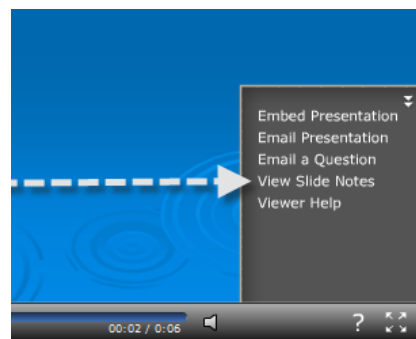 Embed Presentation
Email Presentation
Email a Question
View Slide Notes
Viewer Help
00:02 / 0:06
?